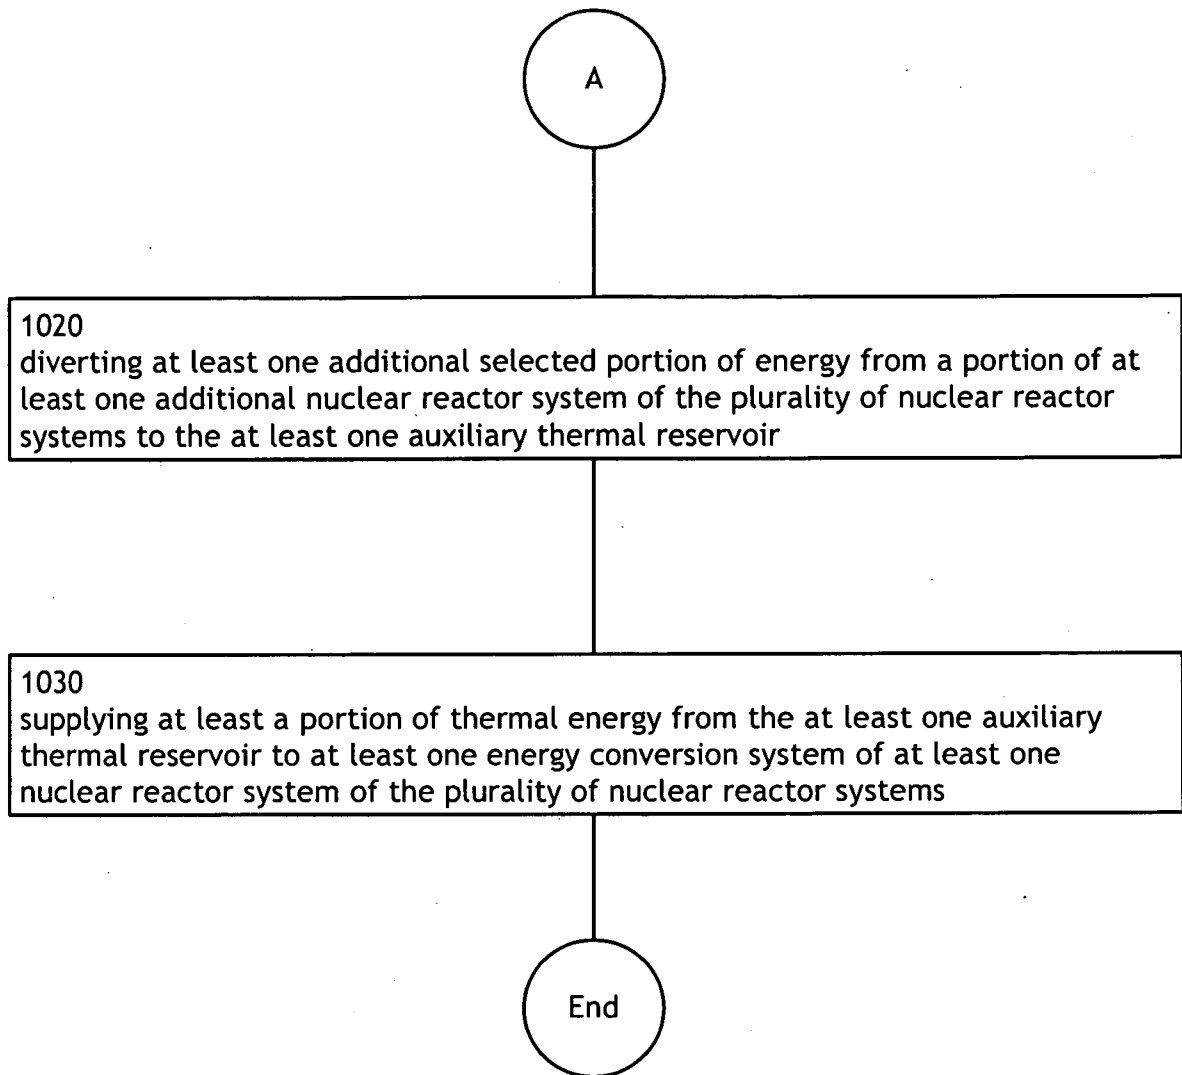 A
1020
diverting at least one additional selected portion of energy from a portion of at
least one additional nuclear reactor system of the plurality of nuclear reactor
systems to the at least one auxiliary thermal reservoir
1030
supplying at least a portion of thermal energy from the at least one auxiliary
thermal reservoir to at least one energy conversion system of at least one
nuclear reactor system of the plurality of nuclear reactor systems
End